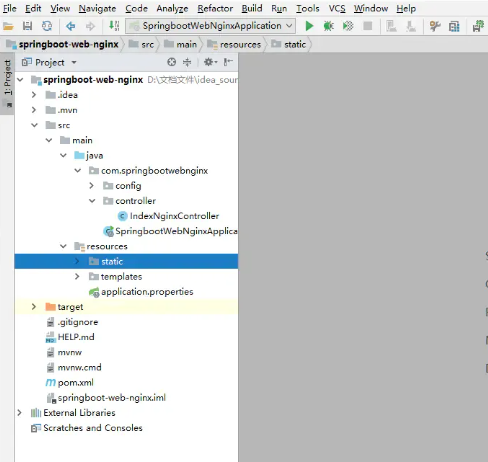 File Edit View Navigate Code Analyze Refactor Build Run Tools VCS Window Help
SpringbootWebNginxApplication
springboot-web-nginx src main resources static
1: Project
Project
springboot-web-nginx D:\文档文件\idea_sour
.idea
.mvn
src
main
java
com.springbootwebnginx
config
controller
IndexNginxController
SpringbootWebNginxApplica
resources
static
templates
application.properties
target
.gitignore
HELP.md
mvnw
mvnw.cmd
pom.xml
springboot-web-nginx.iml
External Libraries
Scratches and Consoles